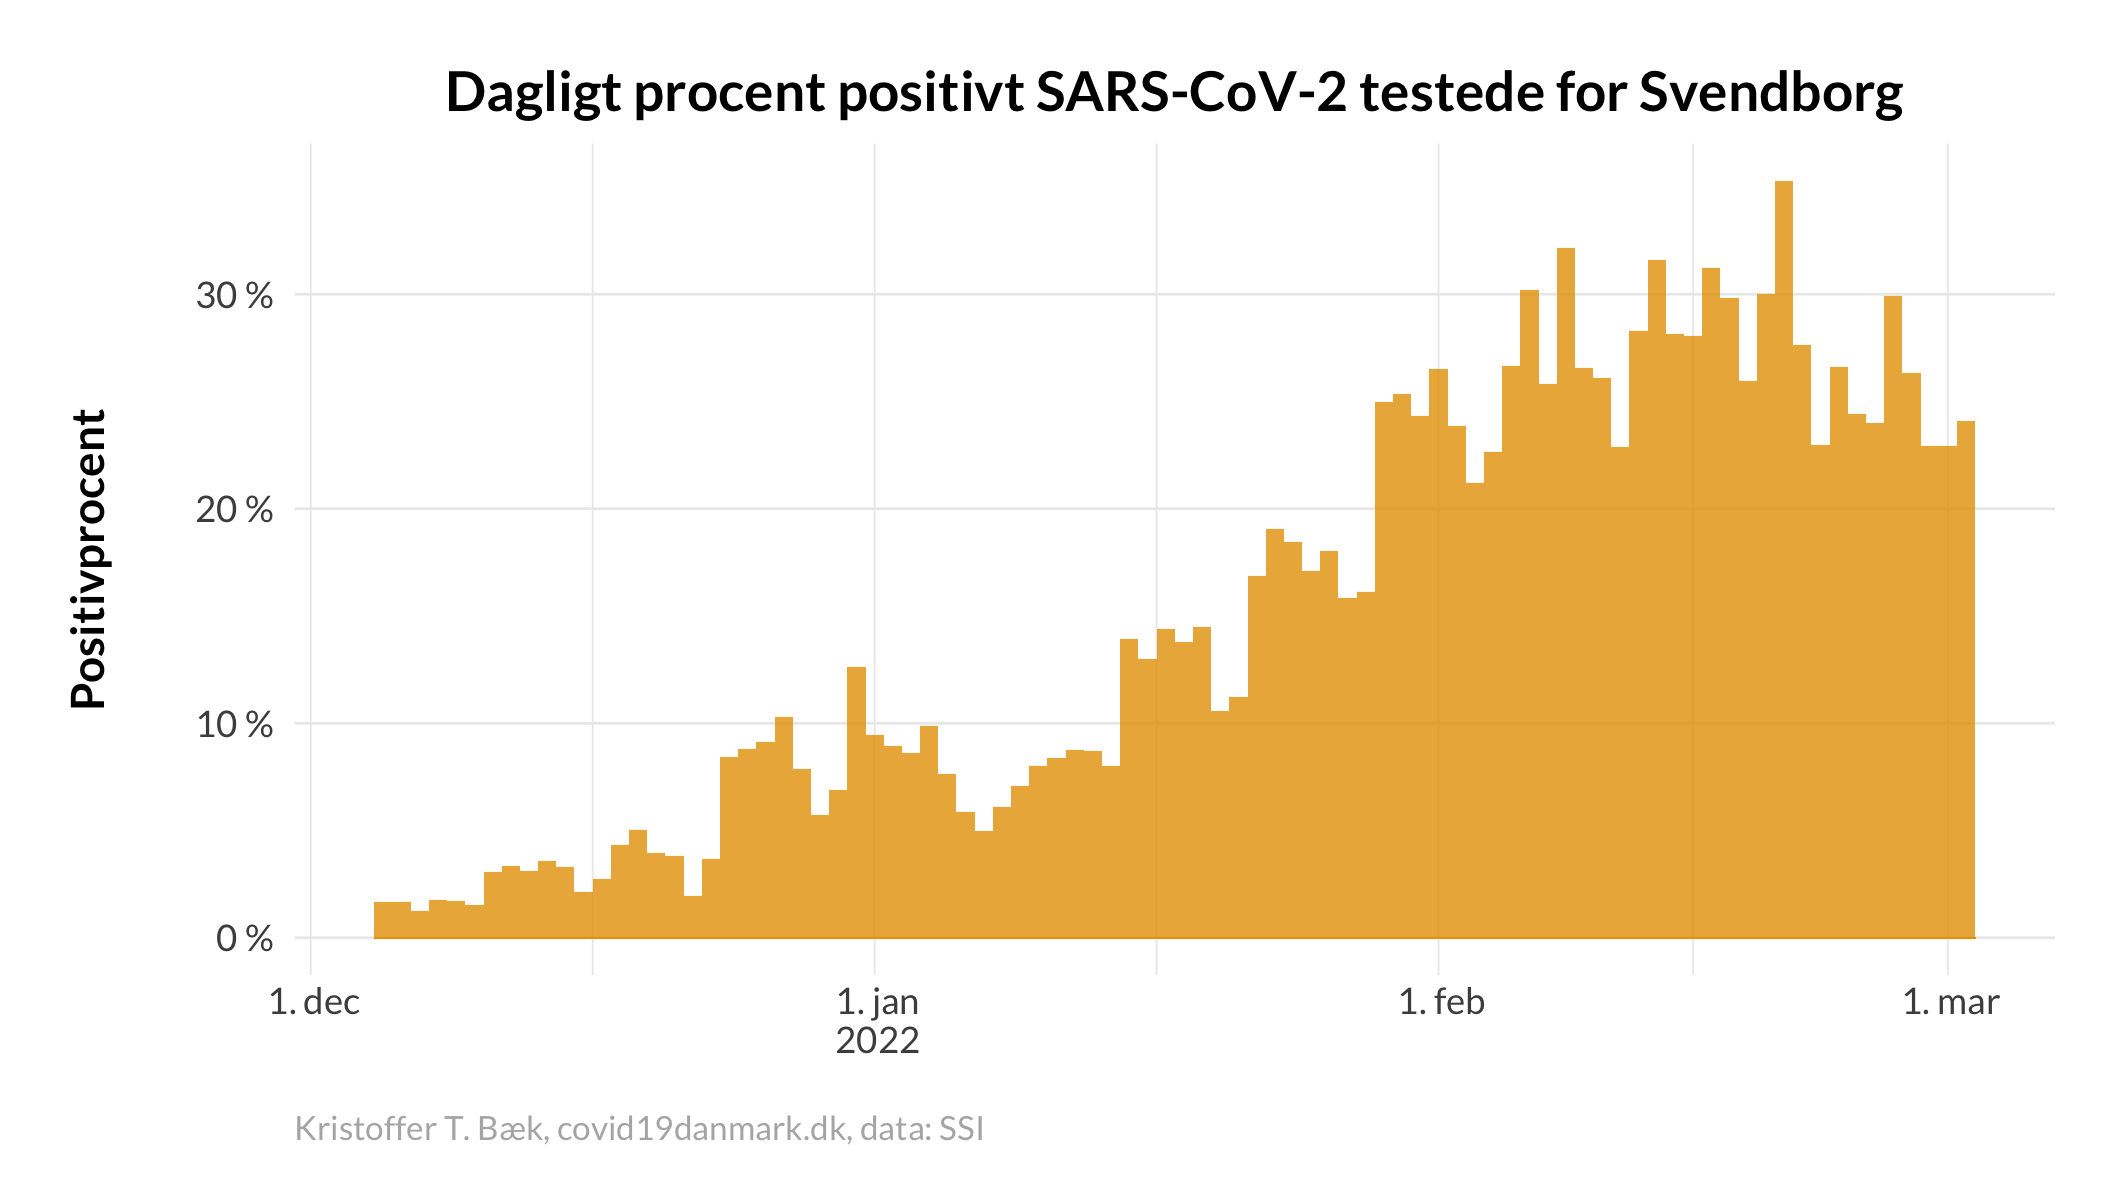 Dagligt procent positivt SARS-CoV-2 testede for Svendborg
Positivprocent
30 %
20 %
10 %
0 %
1. dec
1. jan
2022
1. feb
1. mar
Kristoffer T. Bæk, covid19danmark.dk, data: SSI